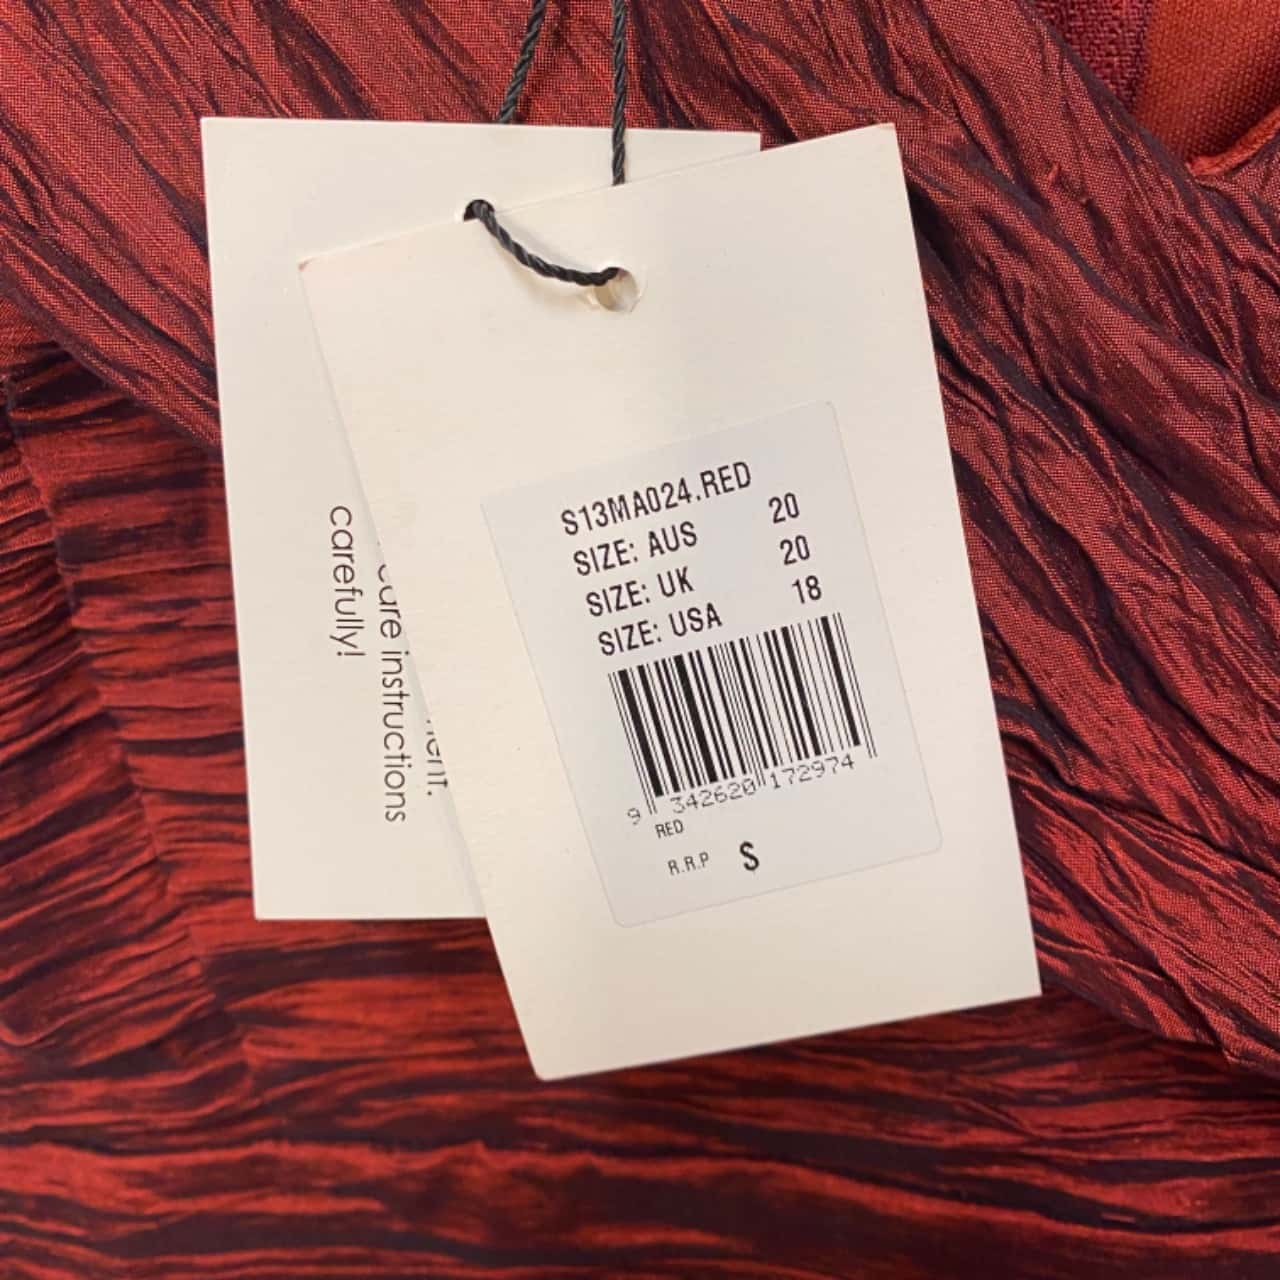 S13MA024.RED
SIZE: AUS 20
SIZE: UK 20
SIZE: USA 18
9 342620 172974
RED
R.R.P $
care instructions
carefully!